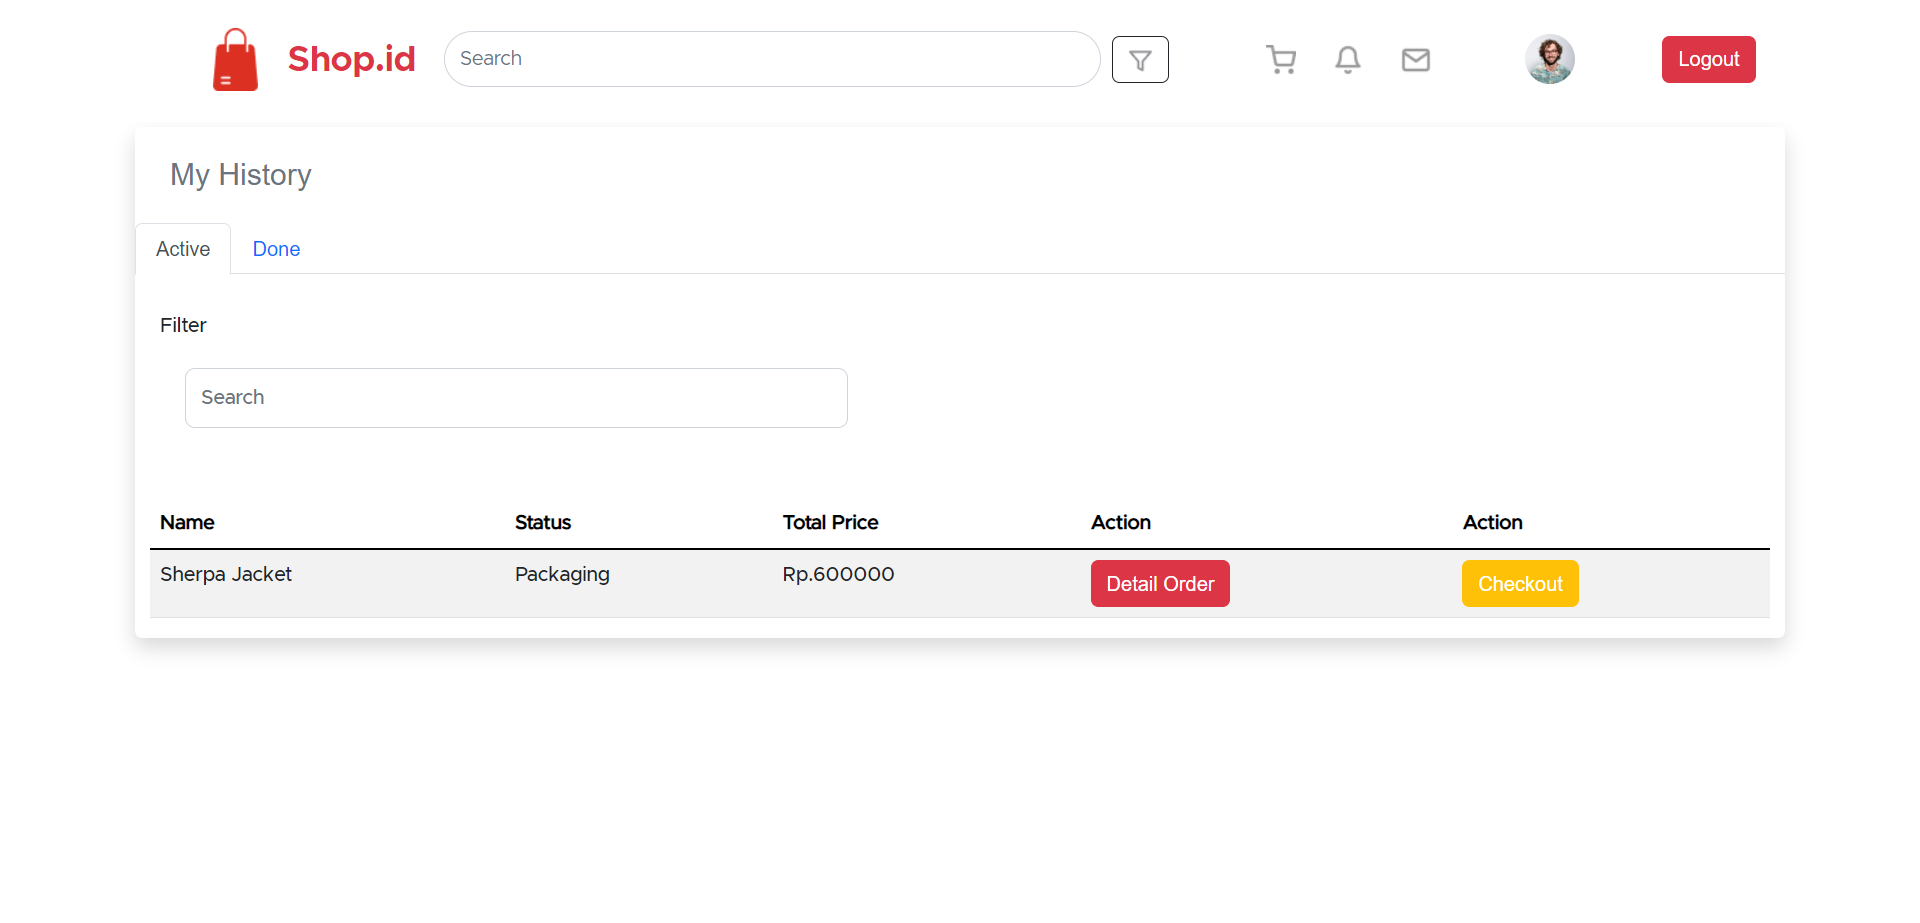 Shop.id Search Logout
My History
Active Done
Filter
Search
Name Status Total Price Action Action
Sherpa Jacket Packaging Rp.600000 Detail Order Checkout